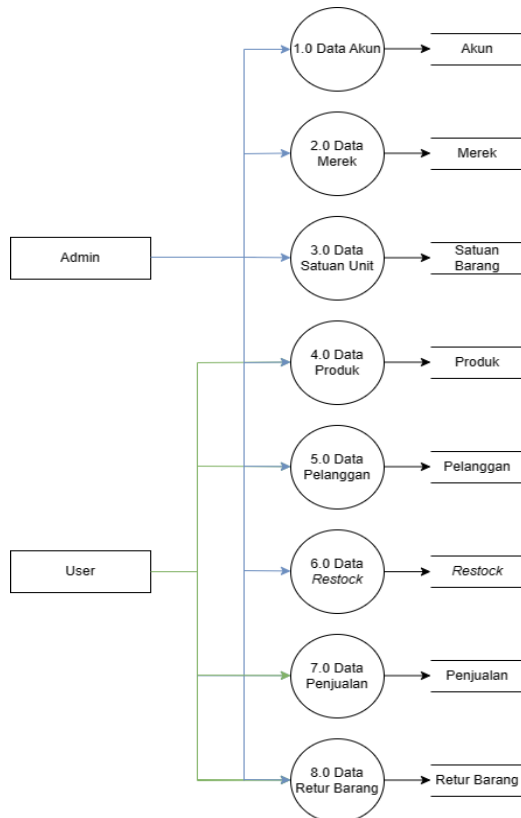 1.0 Data Akun
Akun
2.0 Data
Merek
Merek
Admin
3.0 Data
Satuan Unit
Satuan
Barang
4.0 Data
Produk
Produk
5.0 Data
Pelanggan
Pelanggan
User
6.0 Data
Restock
Restock
7.0 Data
Penjualan
Penjualan
8.0 Data
Retur Barang
Retur Barang